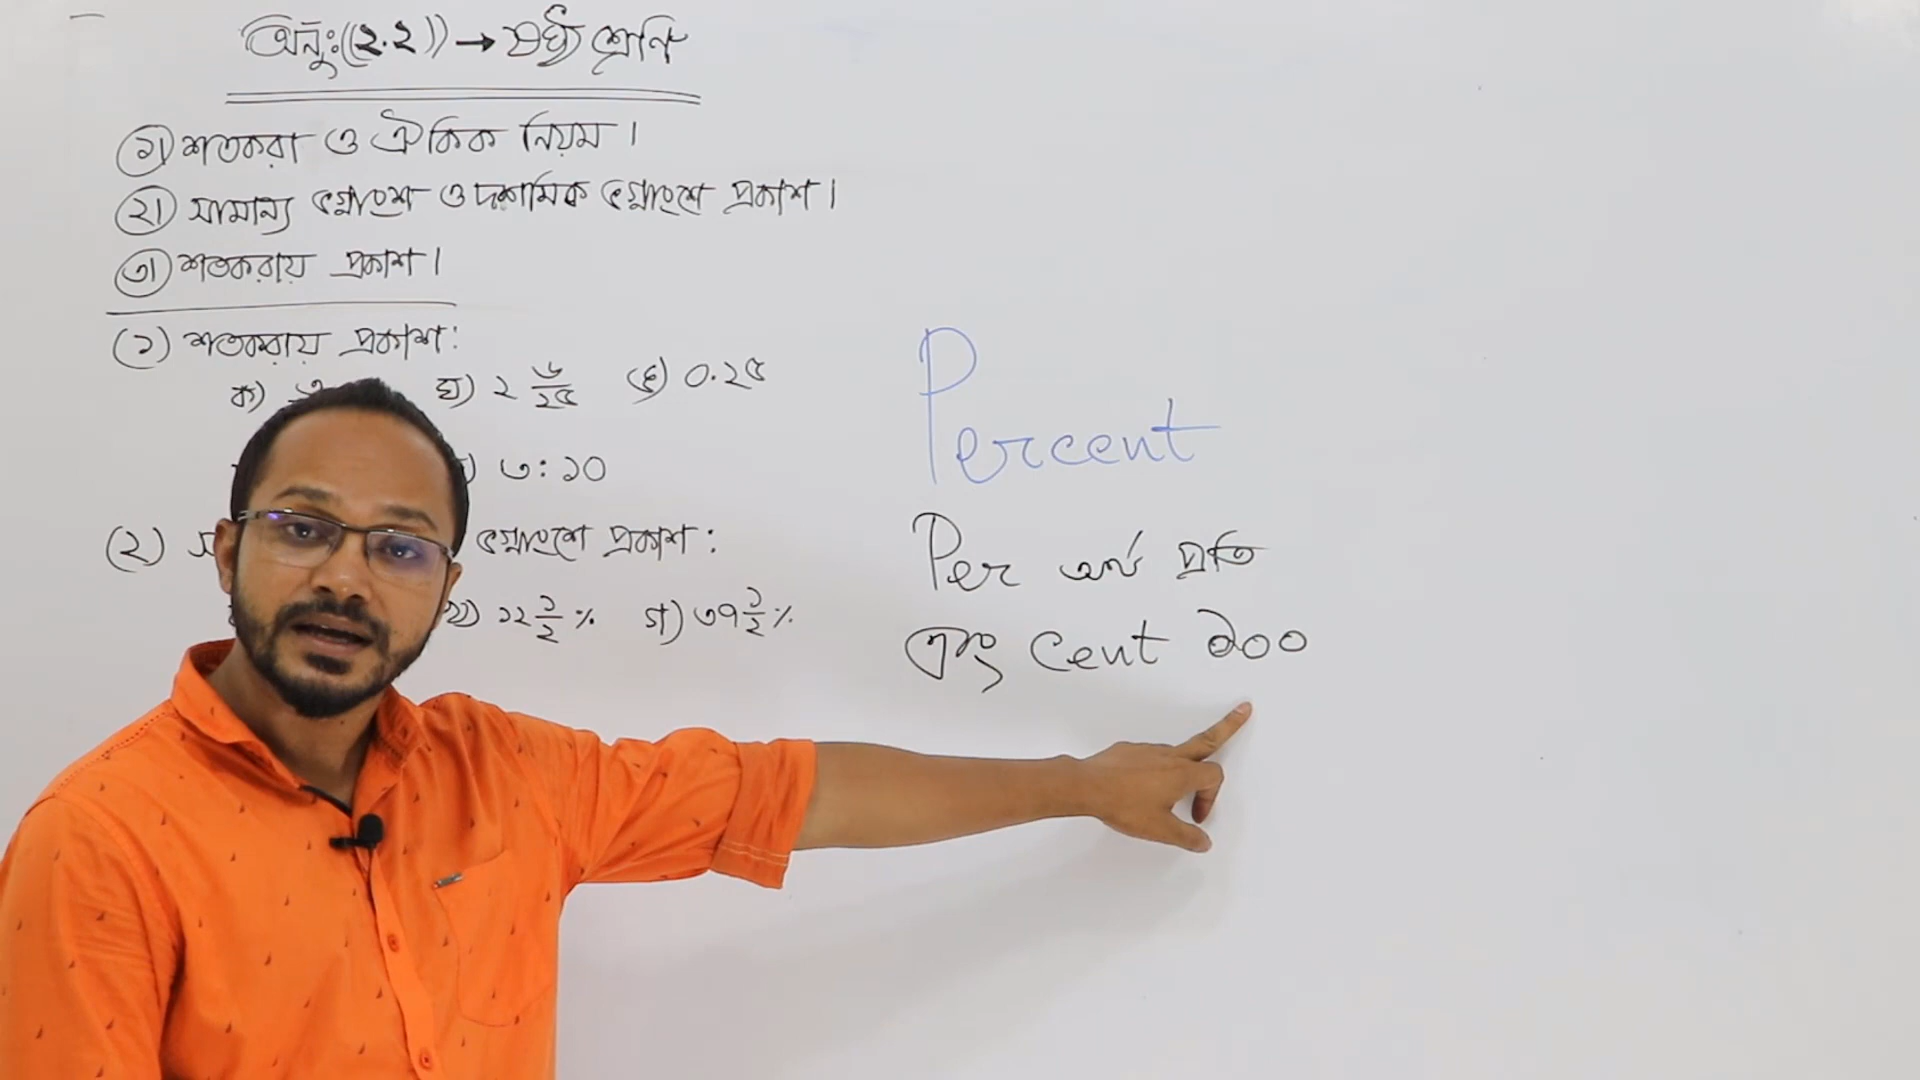 অনু:(২.২) → ষষ্ঠ শ্রেণি
১। শতকরা ও ঐকিক নিয়ম।
২। সামান্য ভগ্নাংশ ও দশমিক ভগ্নাংশে প্রকাশ।
৩। শতকরায় প্রকাশ।
(১) শতকরায় প্রকাশ:
ক) ঘ) ২ ৬/২৫ ঙ) ০.২৫
) ৩:১০
(২) ভগ্নাংশে প্রকাশ:
খ) ১২ ১/২ % গ) ৩৭ ১/২ %
Percent
Per অর্থ প্রতি
এবং cent ১০০